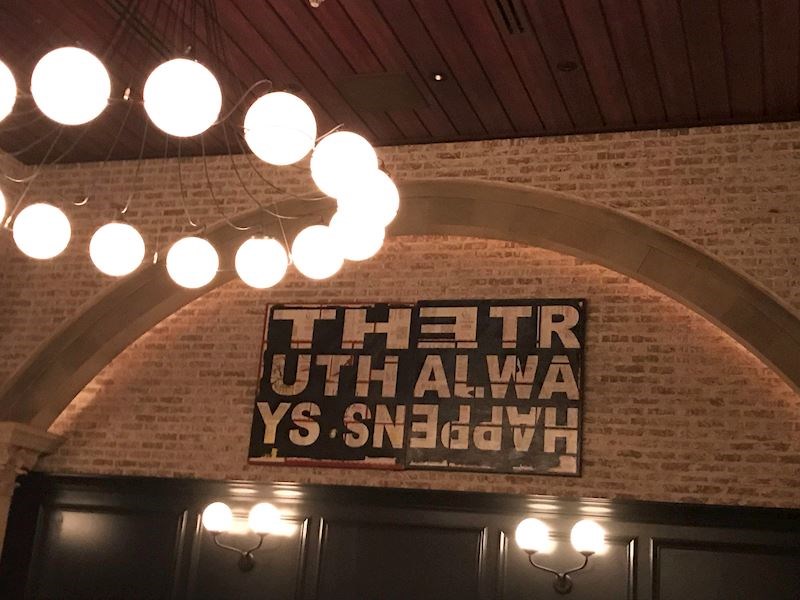 THE TR
UTH ALWA
YS · HAPPENS